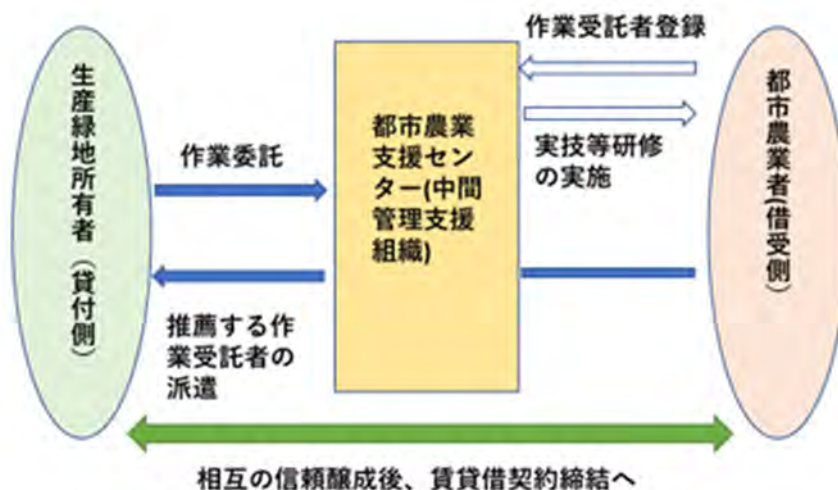 作業受託者登録
生産緑地所有者（貸付側）
作業委託
推薦する作
業受託者の
派遣
都市農業
支援セン
ター(中間
管理支援
組織)
実技等研修
の実施
都市農業者(借受側)
相互の信頼醸成後、賃貸借契約締結へ